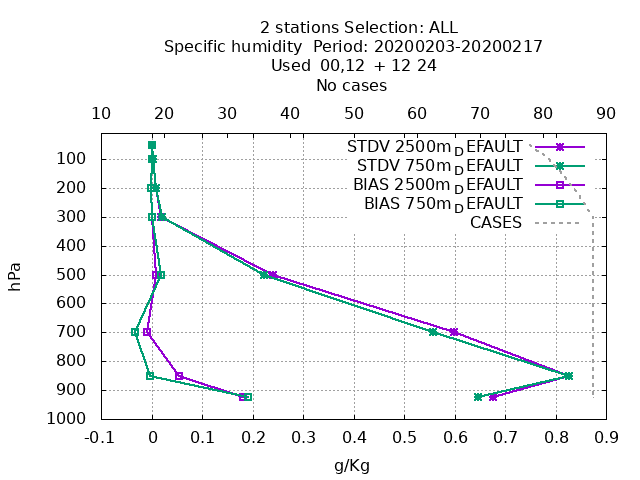 2 stations Selection: ALL
Specific humidity  Period: 20200203-20200217
Used  00,12  + 12 24
No cases
10 20 30 40 50 60 70 80 90
STDV 2500m_DEFAULT
STDV 750m_DEFAULT
BIAS 2500m_DEFAULT
BIAS 750m_DEFAULT
CASES
hPa
100
200
300
400
500
600
700
800
900
1000
-0.1 0 0.1 0.2 0.3 0.4 0.5 0.6 0.7 0.8 0.9
g/Kg